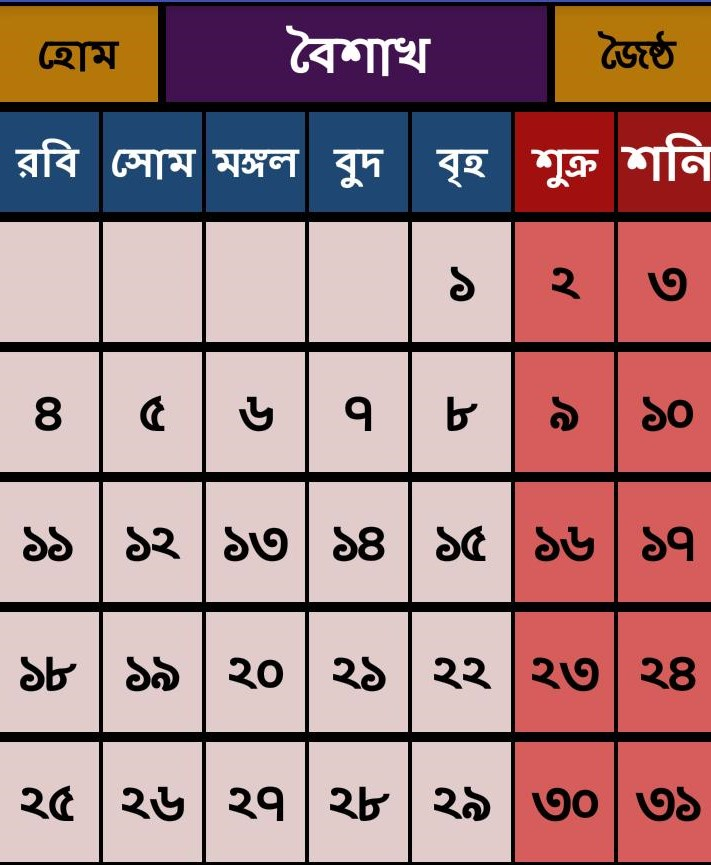 হোম বৈশাখ জৈষ্ঠ
রবি সোম মঙ্গল বুদ বৃহ শুক্র শনি
১ ২ ৩
৪ ৫ ৬ ৭ ৮ ৯ ১০
১১ ১২ ১৩ ১৪ ১৫ ১৬ ১৭
১৮ ১৯ ২০ ২১ ২২ ২৩ ২৪
২৫ ২৬ ২৭ ২৮ ২৯ ৩০ ৩১